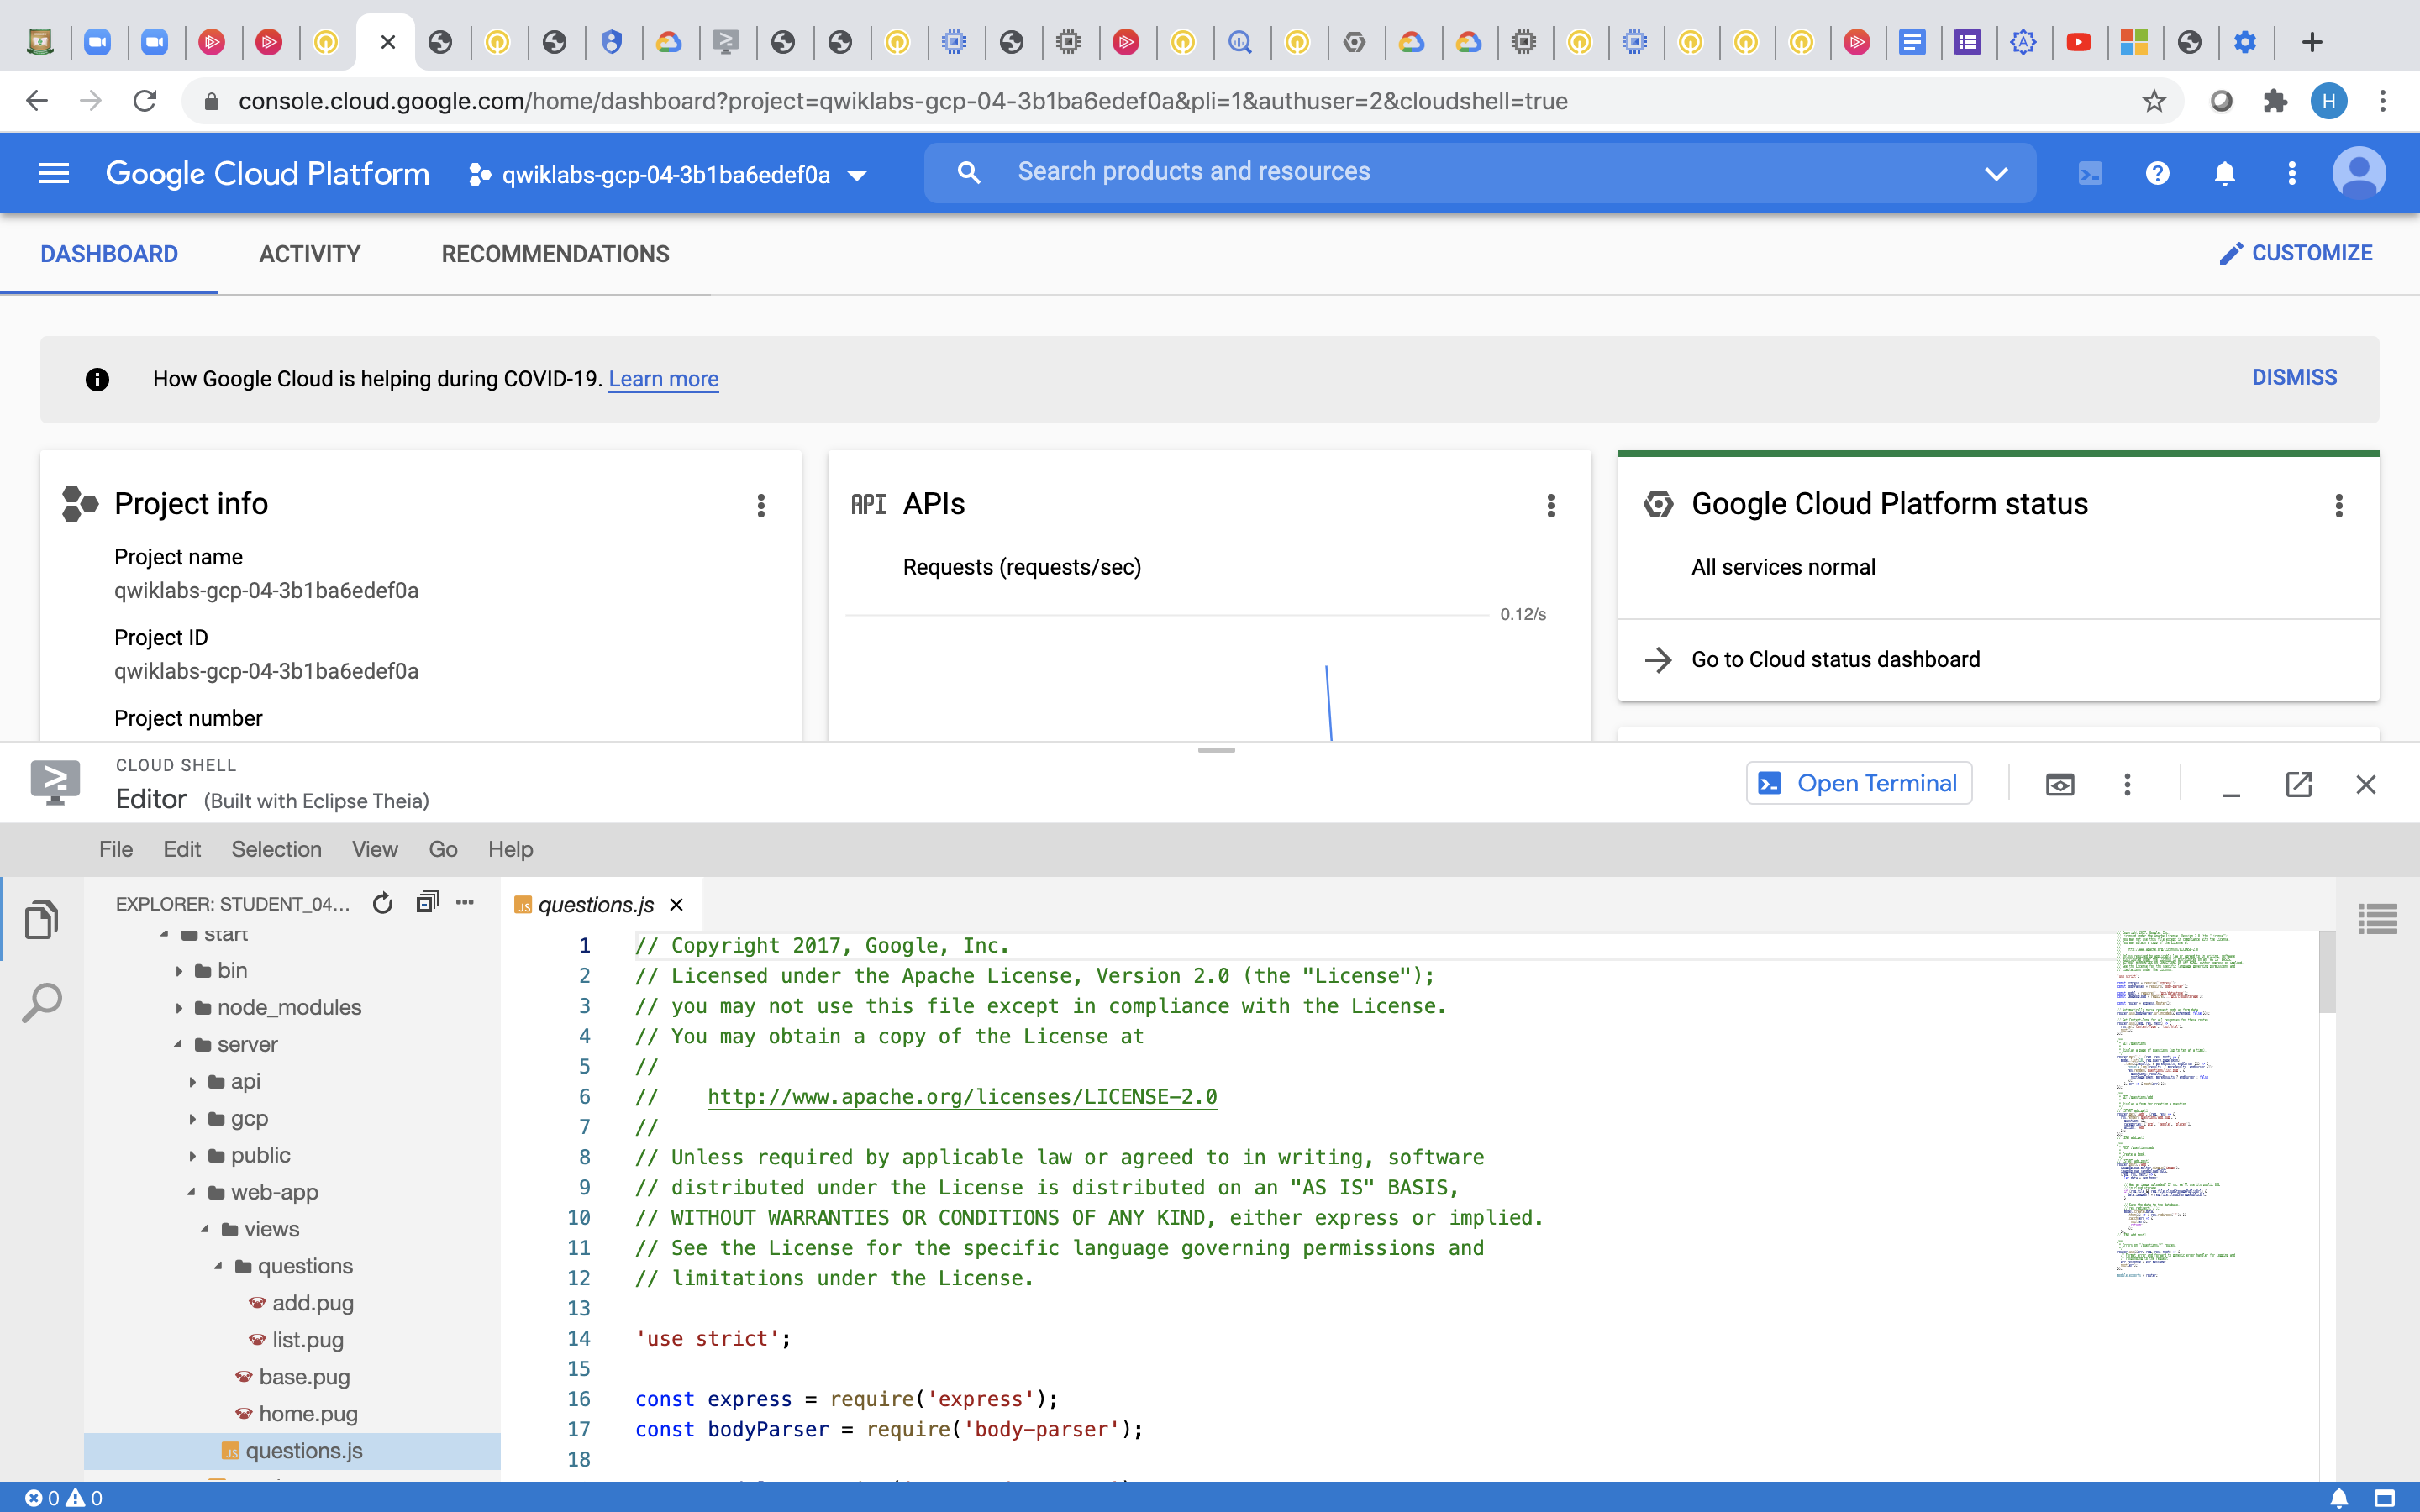 console.cloud.google.com/home/dashboard?project=qwiklabs-gcp-04-3b1ba6edef0a&pli=1&authuser=2&cloudshell=true
H
Google Cloud Platform
qwiklabs-gcp-04-3b1ba6edef0a
Search products and resources
DASHBOARD
ACTIVITY
RECOMMENDATIONS
CUSTOMIZE
How Google Cloud is helping during COVID-19. Learn more
DISMISS
Project info
Project name
qwiklabs-gcp-04-3b1ba6edef0a
Project ID
qwiklabs-gcp-04-3b1ba6edef0a
Project number
API APIs
Requests (requests/sec)
0.12/s
Google Cloud Platform status
All services normal
Go to Cloud status dashboard
CLOUD SHELL
Editor (Built with Eclipse Theia)
Open Terminal
File Edit Selection View Go Help
EXPLORER: STUDENT_04...
start
bin
node_modules
server
api
gcp
public
web-app
views
questions
add.pug
list.pug
base.pug
home.pug
JS questions.js
JS questions.js
1 // Copyright 2017, Google, Inc.
2 // Licensed under the Apache License, Version 2.0 (the "License");
3 // you may not use this file except in compliance with the License.
4 // You may obtain a copy of the License at
5 //
6 //    http://www.apache.org/licenses/LICENSE-2.0
7 //
8 // Unless required by applicable law or agreed to in writing, software
9 // distributed under the License is distributed on an "AS IS" BASIS,
10 // WITHOUT WARRANTIES OR CONDITIONS OF ANY KIND, either express or implied.
11 // See the License for the specific language governing permissions and
12 // limitations under the License.
13
14 'use strict';
15
16 const express = require('express');
17 const bodyParser = require('body-parser');
18
0 0